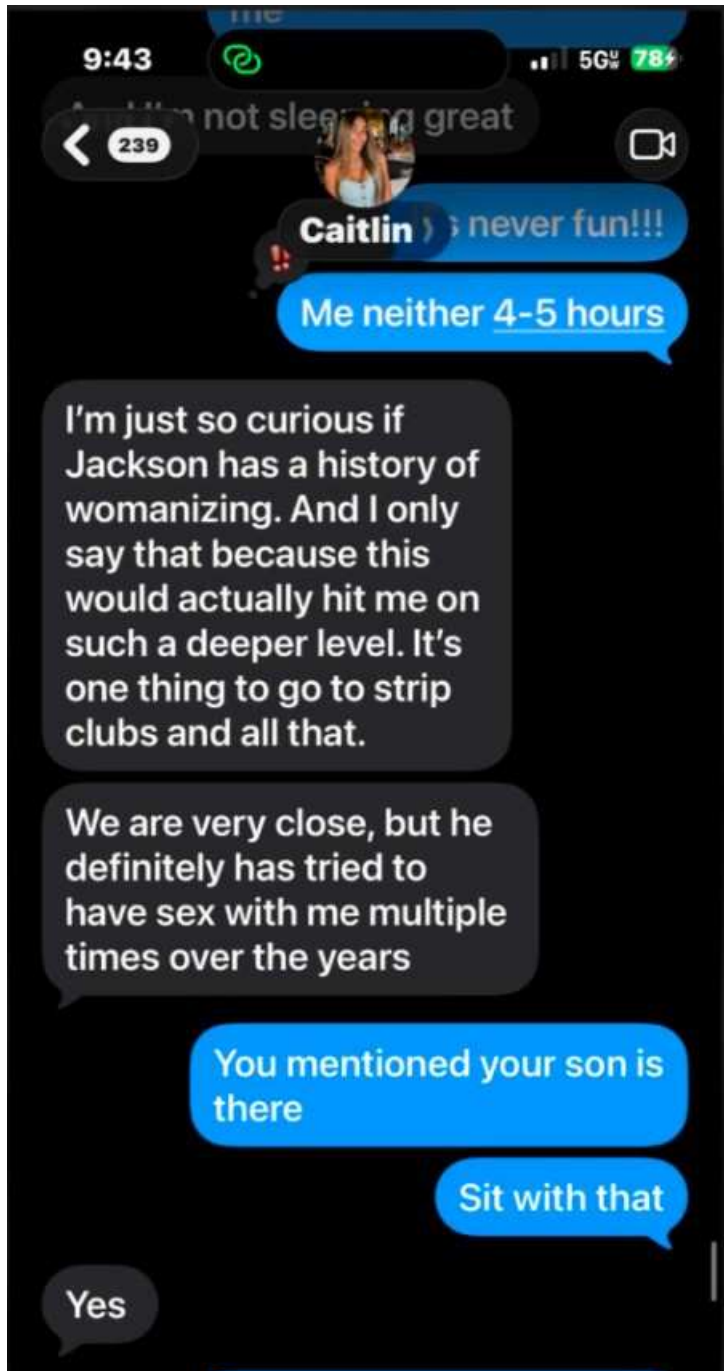 me
9:43
5G
78
not sleeping great
239
Caitlin
never fun!!!
Me neither 4-5 hours
I'm just so curious if
Jackson has a history of
womanizing. And I only
say that because this
would actually hit me on
such a deeper level. It's
one thing to go to strip
clubs and all that.
We are very close, but he
definitely has tried to
have sex with me multiple
times over the years
You mentioned your son is
there
Sit with that
Yes